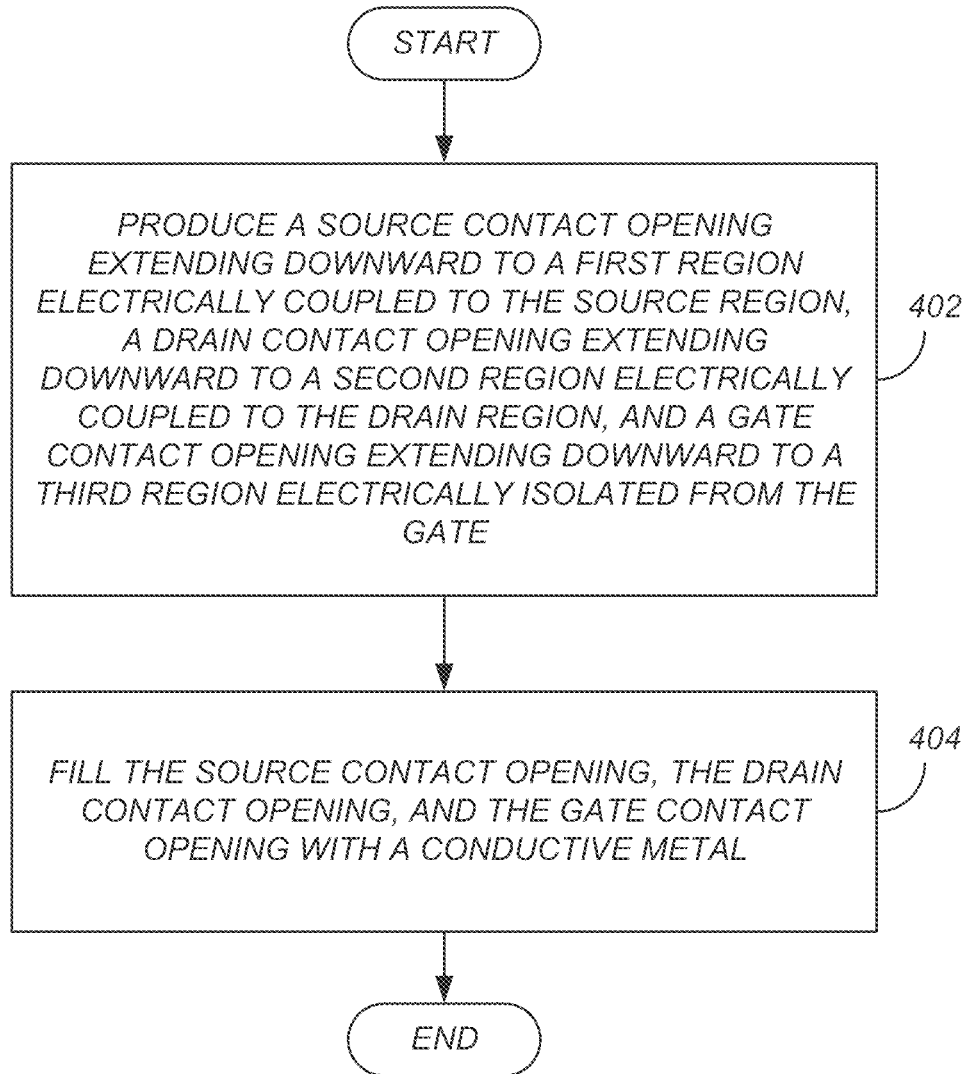 START
PRODUCE A SOURCE CONTACT OPENING
EXTENDING DOWNWARD TO A FIRST REGION
ELECTRICALLY COUPLED TO THE SOURCE REGION,
A DRAIN CONTACT OPENING EXTENDING
DOWNWARD TO A SECOND REGION ELECTRICALLY
COUPLED TO THE DRAIN REGION, AND A GATE
CONTACT OPENING EXTENDING DOWNWARD TO A
THIRD REGION ELECTRICALLY ISOLATED FROM THE
GATE
402
FILL THE SOURCE CONTACT OPENING, THE DRAIN
CONTACT OPENING, AND THE GATE CONTACT
OPENING WITH A CONDUCTIVE METAL
404
END